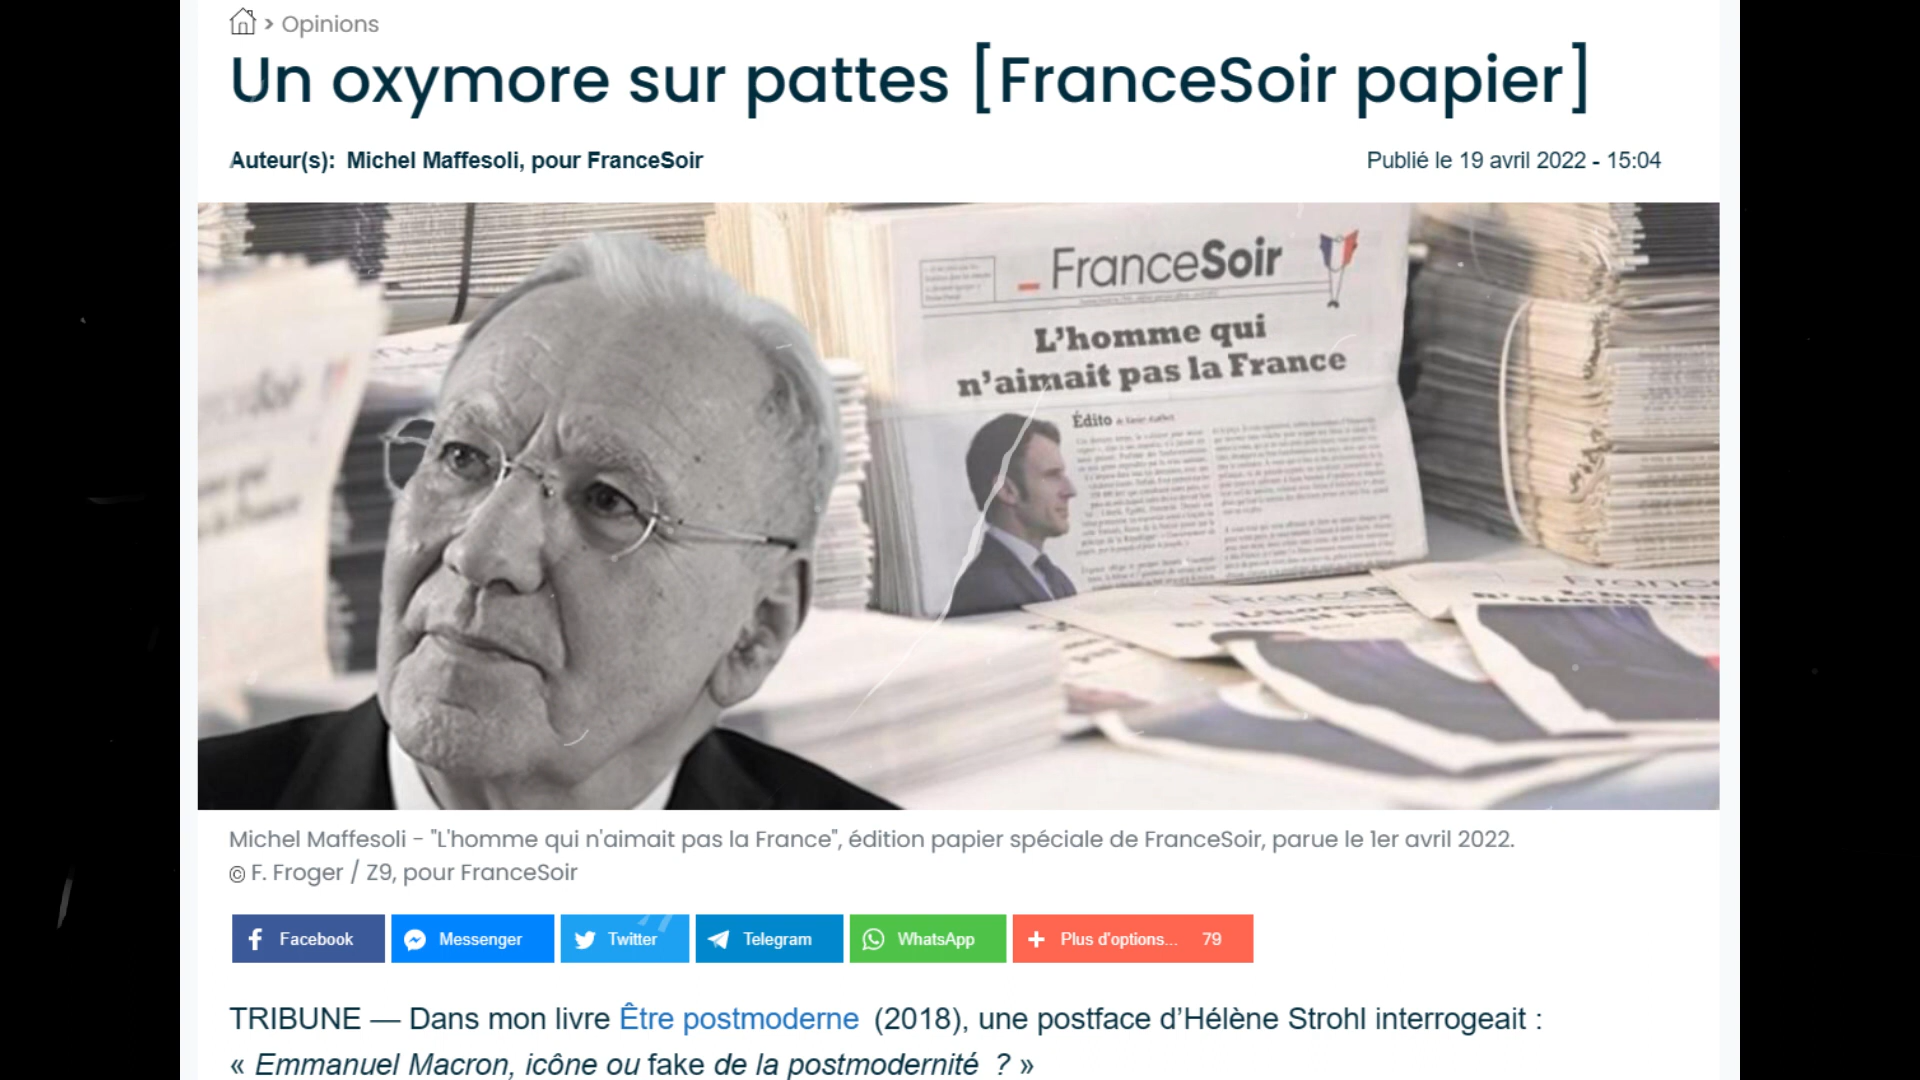 > Opinions
Un oxymore sur pattes [FranceSoir papier]
Auteur(s): Michel Maffesoli, pour FranceSoir
Publié le 19 avril 2022 - 15:04
FranceSoir
L'homme qui
n'aimait pas la France
Édito
Michel Maffesoli - "L'homme qui n'aimait pas la France", édition papier spéciale de FranceSoir, parue le 1er avril 2022.
© F. Froger / Z9, pour FranceSoir
Facebook
Messenger
Twitter
Telegram
WhatsApp
Plus d'options... 79
TRIBUNE — Dans mon livre Être postmoderne (2018), une postface d'Hélène Strohl interrogeait :
« Emmanuel Macron, icône ou fake de la postmodernité ? »